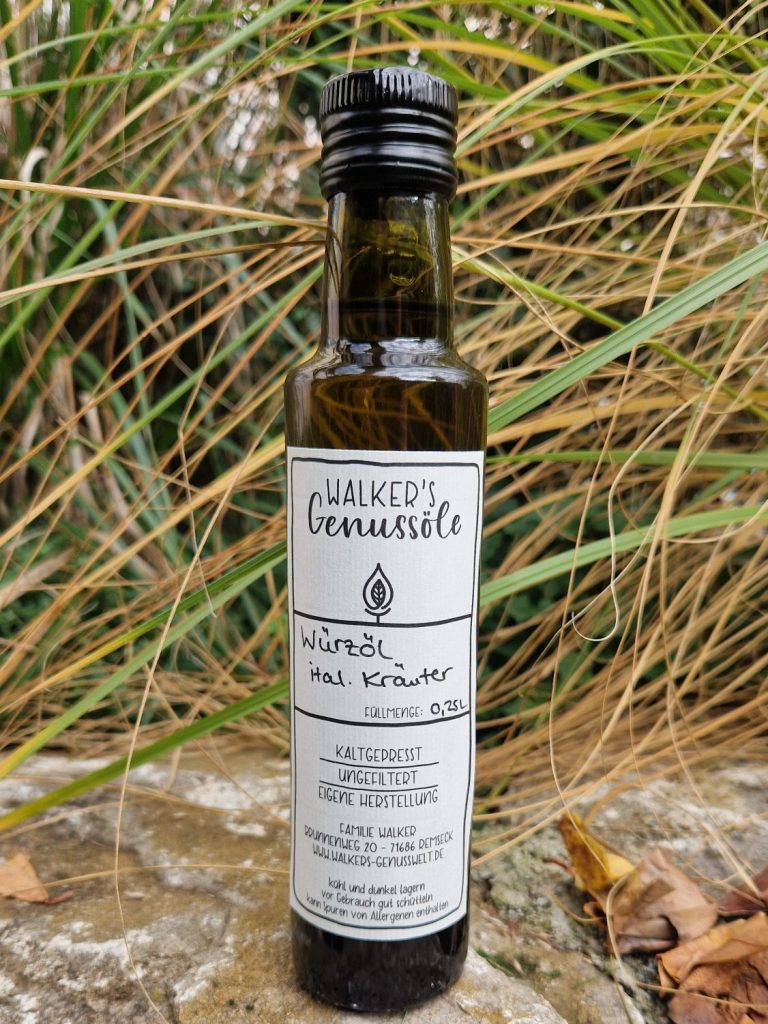 WALKER'S
Genussöle
Würzöl
ital. Kräuter
FÜLLMENGE: 0,25L
KALTGEPRESST
UNGEFILTERT
EIGENE HERSTELLUNG
FAMILIE WALKER
BRUNNENWEG 20 - 71686 REMSECK
WWW.WALKERS-GENUSSWELT.DE
kühl und dunkel lagern
vor Gebrauch gut schütteln
kann Spuren von Allergenen enthalten